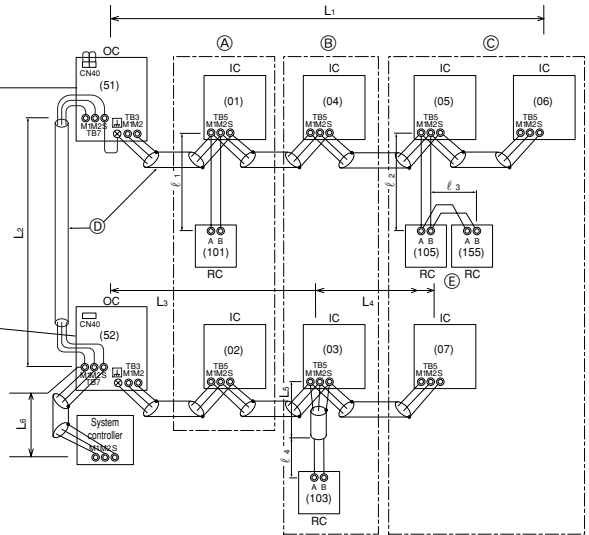 L1
Ⓐ
Ⓑ
Ⓒ
OC
CN40
(51)
M1M2S
TB7
TB3
M1M2
IC
(01)
TB5
M1M2S
IC
(04)
TB5
M1M2S
IC
(05)
TB5
M1M2S
IC
(06)
TB5
M1M2S
ℓ1
ℓ2
ℓ3
L2
Ⓓ
A B
(101)
RC
A B
(105)
RC
A B
(155)
RC
Ⓔ
L3
L4
OC
CN40
(52)
M1M2S
TB7
TB3
M1M2
IC
(02)
TB5
M1M2S
IC
(03)
TB5
M1M2S
IC
(07)
TB5
M1M2S
L5
ℓ4
L6
System
controller
M1M2S
A B
(103)
RC